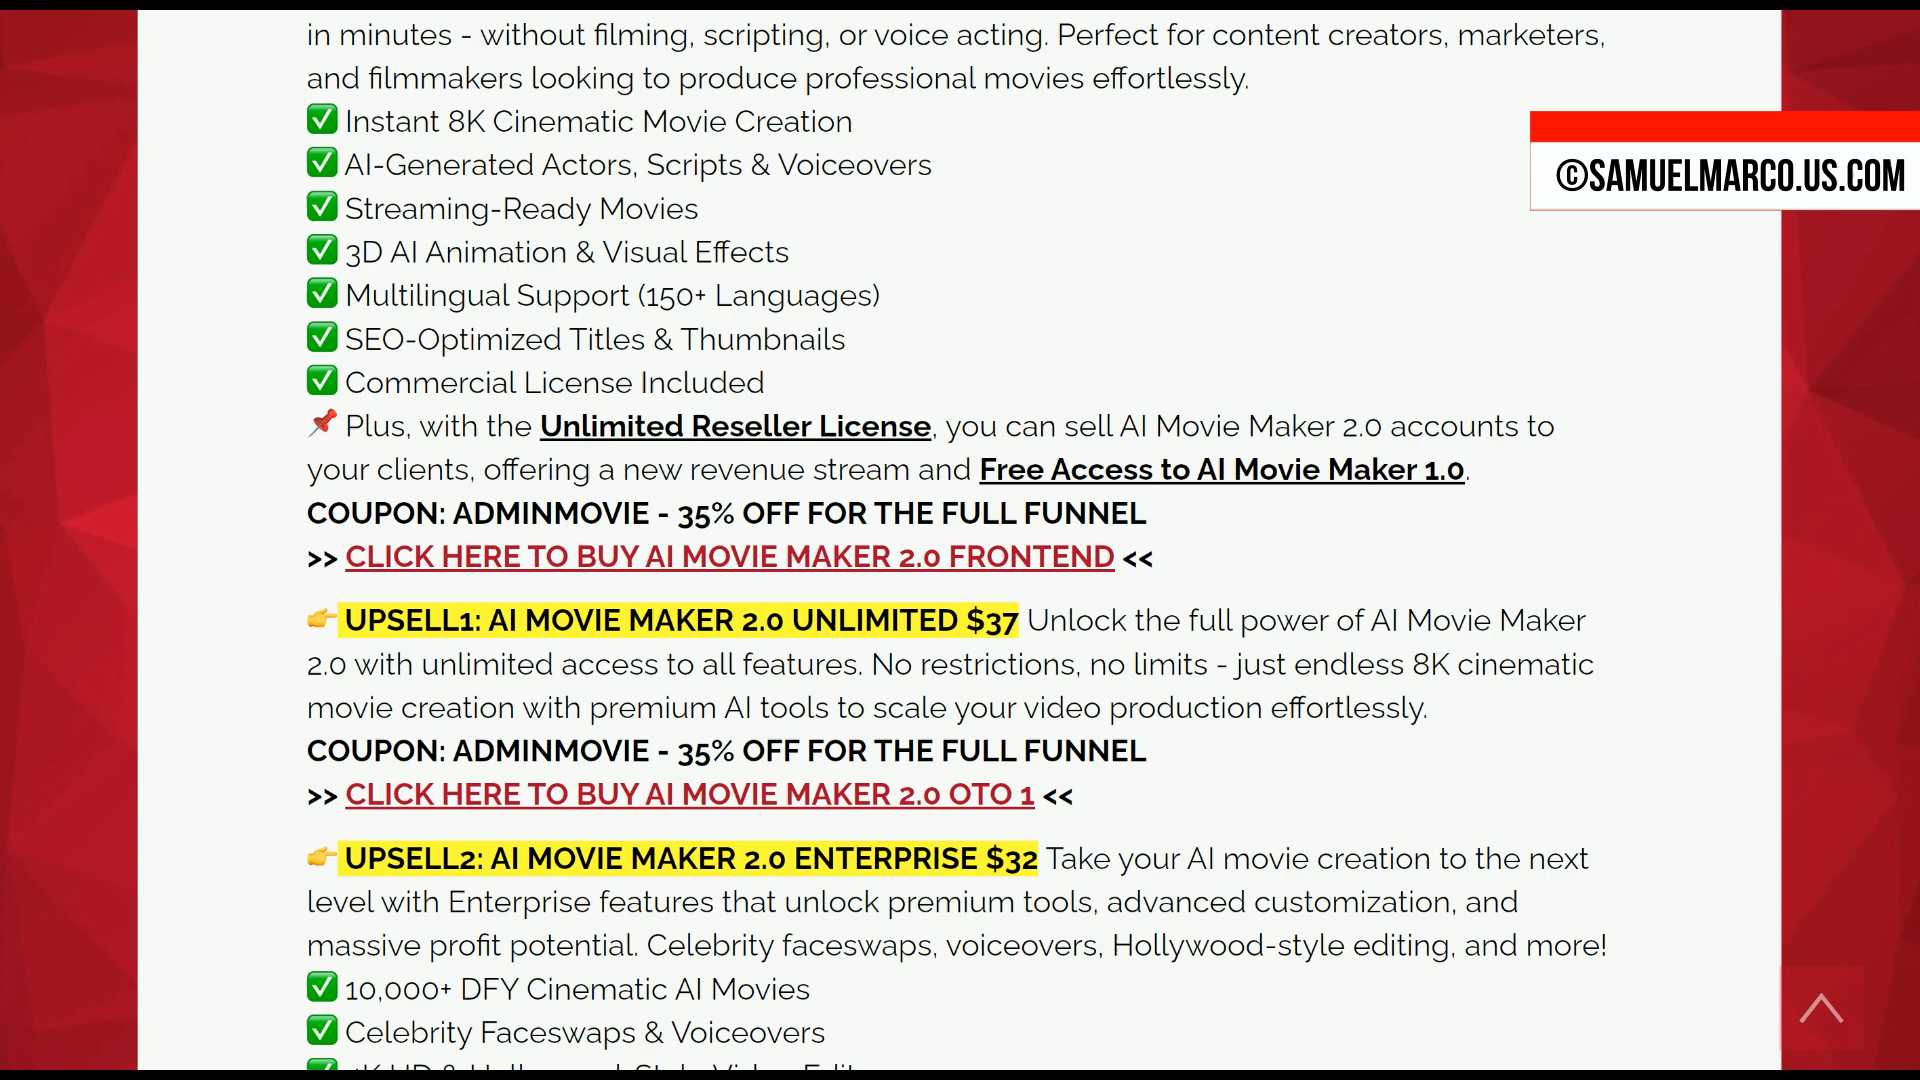 in minutes - without filming, scripting, or voice acting. Perfect for content creators, marketers,
and filmmakers looking to produce professional movies effortlessly.
✅ Instant 8K Cinematic Movie Creation
✅ AI-Generated Actors, Scripts & Voiceovers
✅ Streaming-Ready Movies
✅ 3D AI Animation & Visual Effects
✅ Multilingual Support (150+ Languages)
✅ SEO-Optimized Titles & Thumbnails
✅ Commercial License Included
📌 Plus, with the Unlimited Reseller License, you can sell AI Movie Maker 2.0 accounts to
your clients, offering a new revenue stream and Free Access to AI Movie Maker 1.0.
COUPON: ADMINMOVIE - 35% OFF FOR THE FULL FUNNEL
>> CLICK HERE TO BUY AI MOVIE MAKER 2.0 FRONTEND <<
👉 UPSELL1: AI MOVIE MAKER 2.0 UNLIMITED $37 Unlock the full power of AI Movie Maker
2.0 with unlimited access to all features. No restrictions, no limits - just endless 8K cinematic
movie creation with premium AI tools to scale your video production effortlessly.
COUPON: ADMINMOVIE - 35% OFF FOR THE FULL FUNNEL
>> CLICK HERE TO BUY AI MOVIE MAKER 2.0 OTO 1 <<
👉 UPSELL2: AI MOVIE MAKER 2.0 ENTERPRISE $32 Take your AI movie creation to the next
level with Enterprise features that unlock premium tools, advanced customization, and
massive profit potential. Celebrity faceswaps, voiceovers, Hollywood-style editing, and more!
✅ 10,000+ DFY Cinematic AI Movies
✅ Celebrity Faceswaps & Voiceovers
©SAMUELMARCO.US.COM